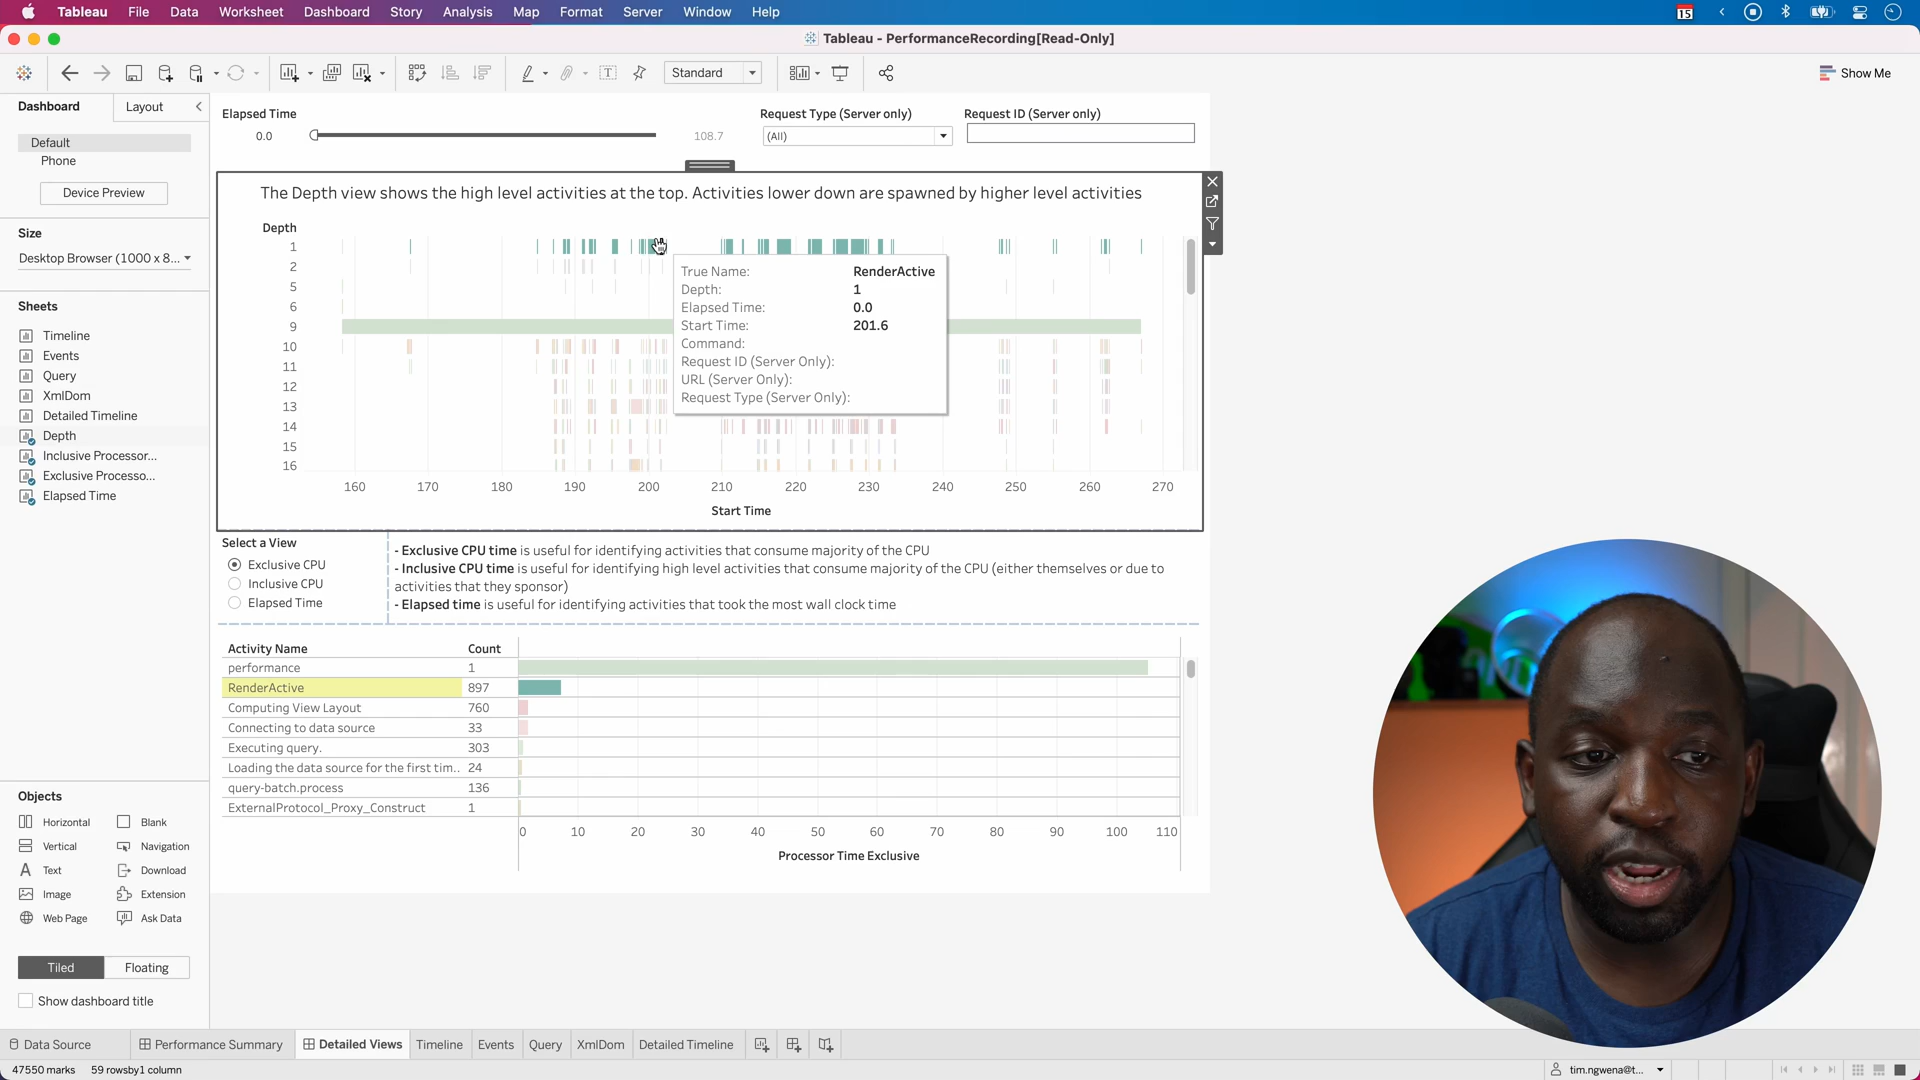 Tableau File Data Worksheet Dashboard Story Analysis Map Format Server Window Help 15
Tableau - PerformanceRecording[Read-Only]
Standard
Show Me
Dashboard Layout
Default
Phone
Device Preview
Size
Desktop Browser (1000 x 8...
Sheets
Timeline
Events
Query
XmlDom
Detailed Timeline
Depth
Inclusive Processor...
Exclusive Processo...
Elapsed Time
Objects
Horizontal Blank
Vertical Navigation
Text Download
Image Extension
Web Page Ask Data
Tiled Floating
Show dashboard title
Elapsed Time
0.0 108.7
Request Type (Server only)
(All)
Request ID (Server only)
The Depth view shows the high level activities at the top. Activities lower down are spawned by higher level activities
Depth
1
2
5
6
9
10
11
12
13
14
15
16
160 170 180 190 200 210 220 230 240 250 260 270
Start Time
True Name: RenderActive
Depth: 1
Elapsed Time: 0.0
Start Time: 201.6
Command:
Request ID (Server Only):
URL (Server Only):
Request Type (Server Only):
Select a View
Exclusive CPU
Inclusive CPU
Elapsed Time
- Exclusive CPU time is useful for identifying activities that consume majority of the CPU
- Inclusive CPU time is useful for identifying high level activities that consume majority of the CPU (either themselves or due to
activities that they sponsor)
- Elapsed time is useful for identifying activities that took the most wall clock time
Activity Name Count
performance 1
RenderActive 897
Computing View Layout 760
Connecting to data source 33
Executing query. 303
Loading the data source for the first tim.. 24
query-batch.process 136
ExternalProtocol_Proxy_Construct 1
0 10 20 30 40 50 60 70 80 90 100 110
Processor Time Exclusive
Data Source Performance Summary Detailed Views Timeline Events Query XmlDom Detailed Timeline
47550 marks 59 rowsby1 column
tim.ngwena@t...